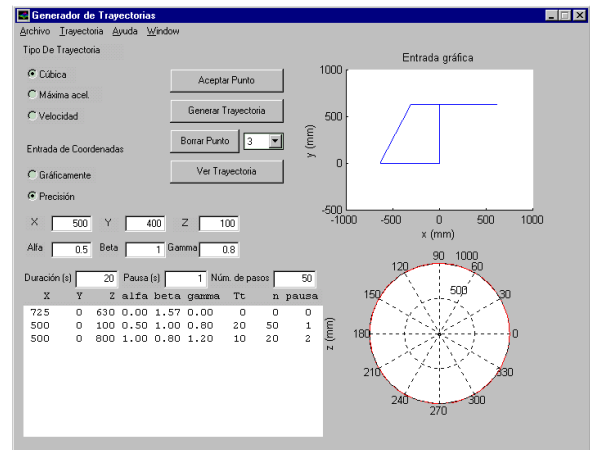 Generador de Trayectorias
Archivo Trayectoria Ayuda Window
Tipo De Trayectoria
Cúbica
Máxima acel.
Velocidad
Entrada de Coordenadas
Gráficamente
Precisión
Aceptar Punto
Generar Trayectoria
Borrar Punto 3
Ver Trayectoria
X 500 Y 400 Z 100
Alfa 0.5 Beta 1 Gamma 0.8
Duración (s) 20 Pausa (s) 1 Núm. de pasos 50
X Y Z alfa beta gamma Tt n pausa
725 0 630 0.00 1.57 0.00 0 0 0
500 0 100 0.50 1.00 0.80 20 50 1
500 0 800 1.00 0.80 1.20 10 20 2
Entrada gráfica
1000
500
0
-500
y (mm)
-1000 -500 0 500 1000
x (mm)
90 1000
120 60
500
150 30
180 0
210 330
240 300
270
z (mm)